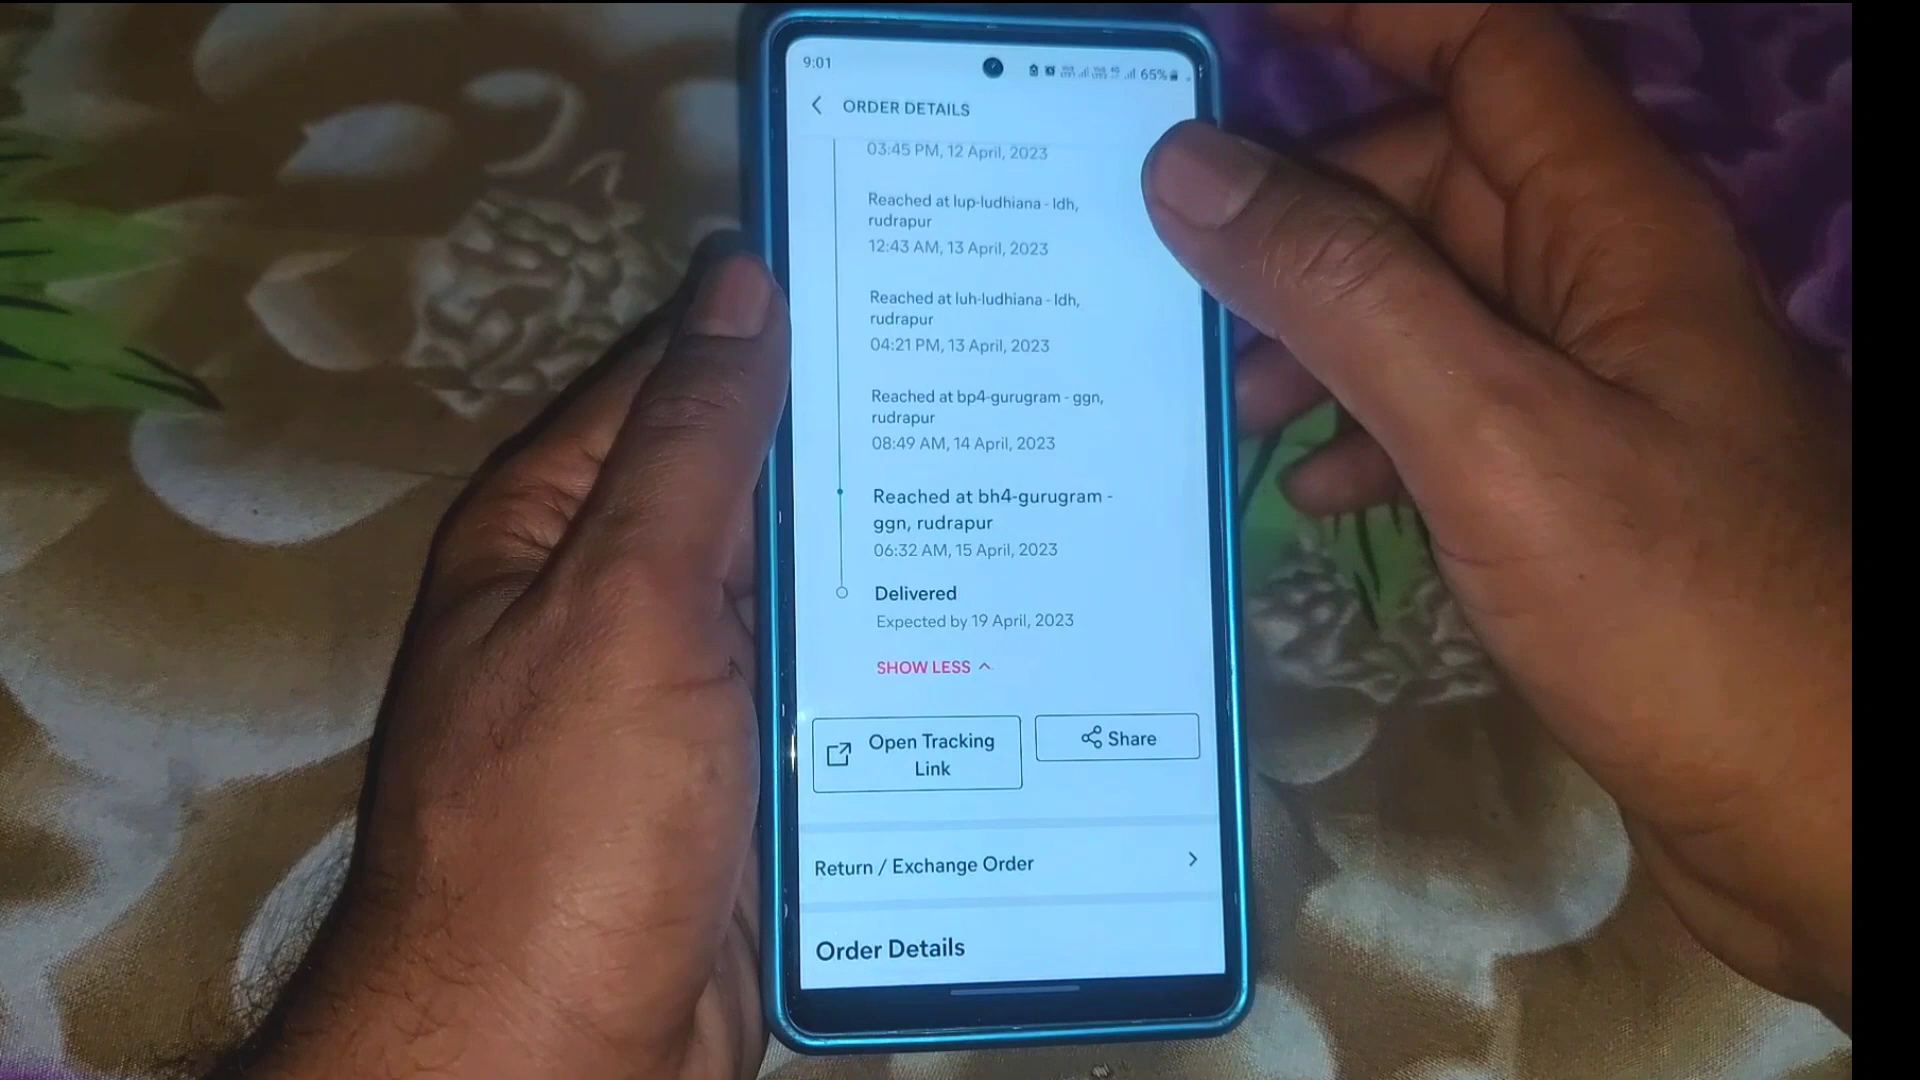 9:01
65%
ORDER DETAILS
03:45 PM, 12 April, 2023
Reached at lup-ludhiana - ldh,
rudrapur
12:43 AM, 13 April, 2023
Reached at luh-ludhiana - ldh,
rudrapur
04:21 PM, 13 April, 2023
Reached at bp4-gurugram - ggn,
rudrapur
08:49 AM, 14 April, 2023
Reached at bh4-gurugram -
ggn, rudrapur
06:32 AM, 15 April, 2023
Delivered
Expected by 19 April, 2023
SHOW LESS
Open Tracking
Link
Share
Return / Exchange Order
Order Details